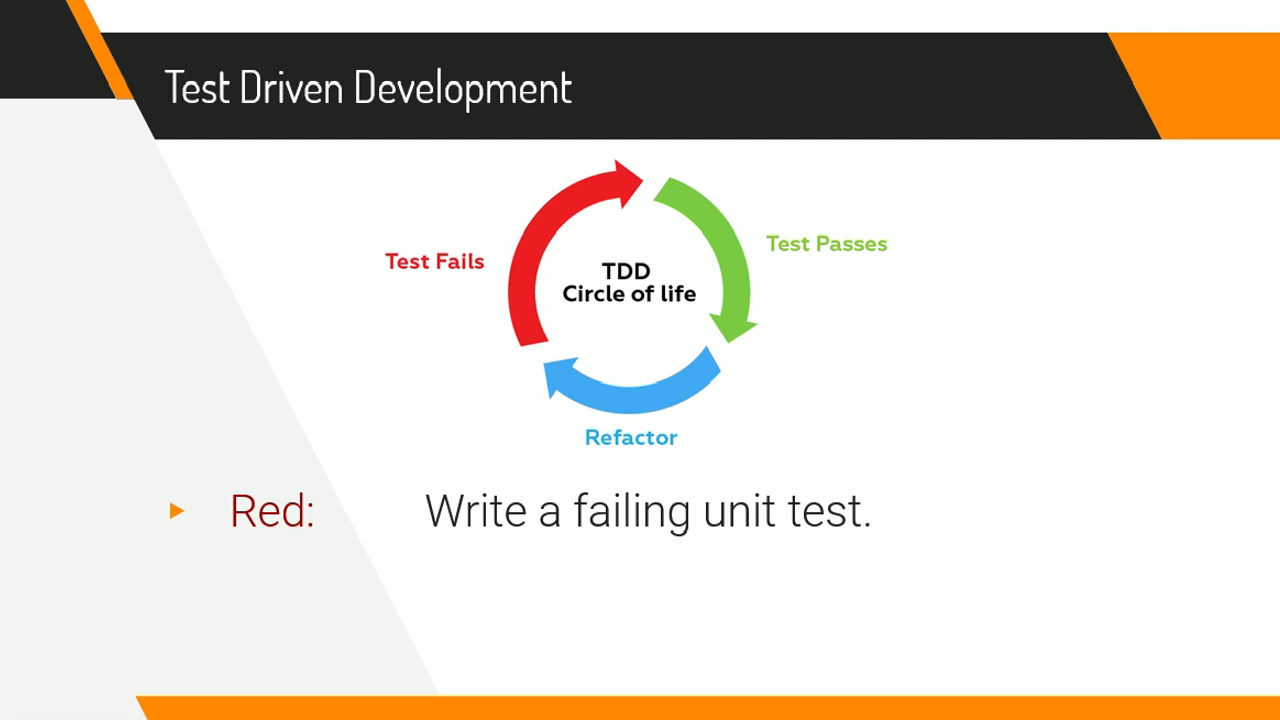 Test Driven Development
Test Passes
Test Fails
TDD
Circle of life
Refactor
Red: Write a failing unit test.